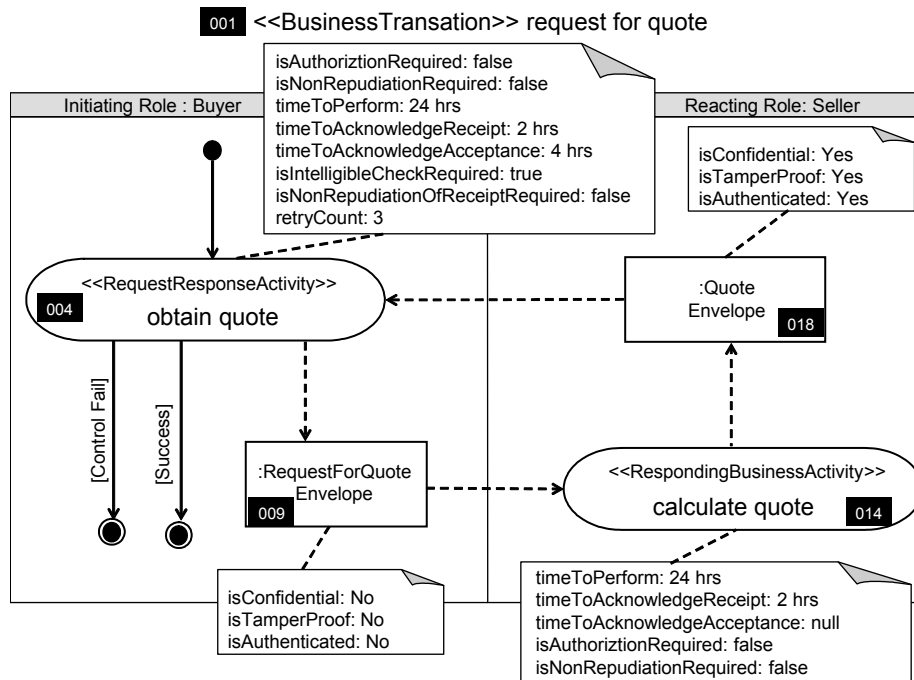 001 <<BusinessTransation>> request for quote
isAuthoriztionRequired: false
isNonRepudiationRequired: false
timeToPerform: 24 hrs
timeToAcknowledgeReceipt: 2 hrs
timeToAcknowledgeAcceptance: 4 hrs
isIntelligibleCheckRequired: true
isNonRepudiationOfReceiptRequired: false
retryCount: 3
Initiating Role : Buyer
Reacting Role: Seller
isConfidential: Yes
isTamperProof: Yes
isAuthenticated: Yes
<<RequestResponseActivity>>
004
obtain quote
:Quote
Envelope
018
[Control Fail]
[Success]
:RequestForQuote
Envelope
009
<<RespondingBusinessActivity>>
calculate quote
014
isConfidential: No
isTamperProof: No
isAuthenticated: No
timeToPerform: 24 hrs
timeToAcknowledgeReceipt: 2 hrs
timeToAcknowledgeAcceptance: null
isAuthoriztionRequired: false
isNonRepudiationRequired: false